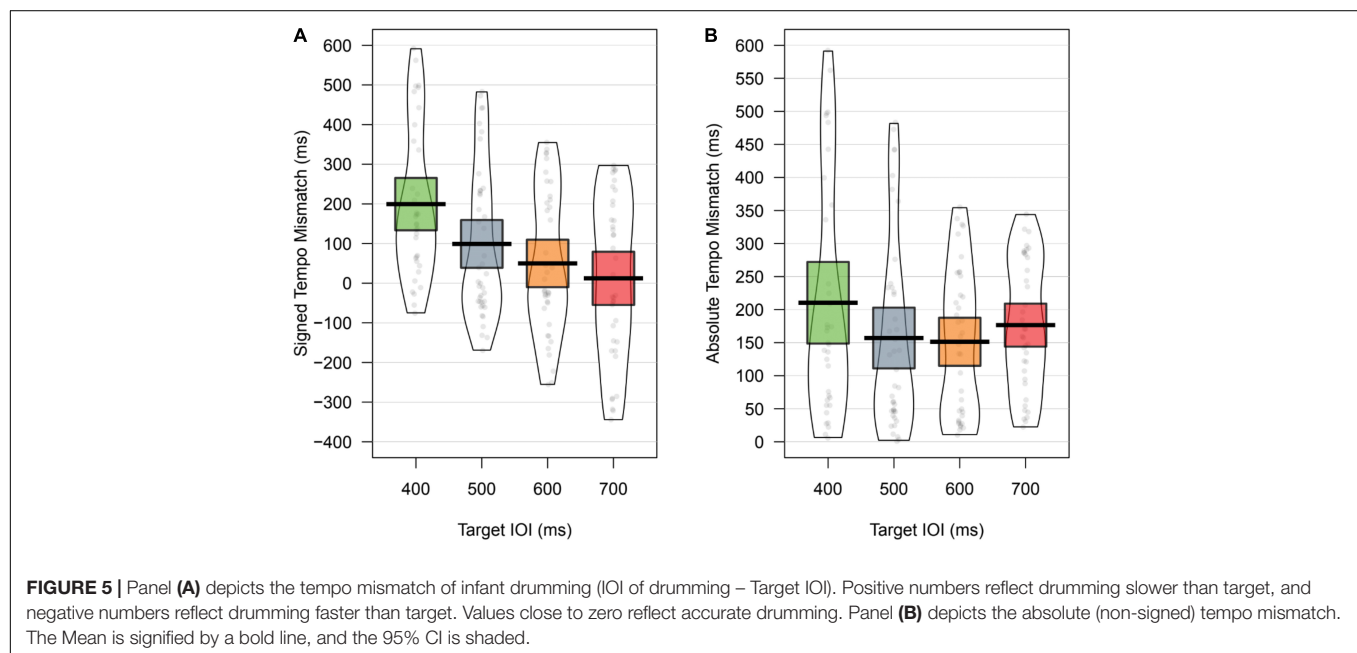 A
600
500
400
300
200
100
0
−100
−200
−300
−400
Signed Tempo Mismatch (ms)
400 500 600 700
Target IOI (ms)
B
600
550
500
450
400
350
300
250
200
150
100
50
0
Absolute Tempo Mismatch (ms)
400 500 600 700
Target IOI (ms)
FIGURE 5 | Panel (A) depicts the tempo mismatch of infant drumming (IOI of drumming – Target IOI). Positive numbers reflect drumming slower than target, and
negative numbers reflect drumming faster than target. Values close to zero reflect accurate drumming. Panel (B) depicts the absolute (non-signed) tempo mismatch.
The Mean is signified by a bold line, and the 95% CI is shaded.